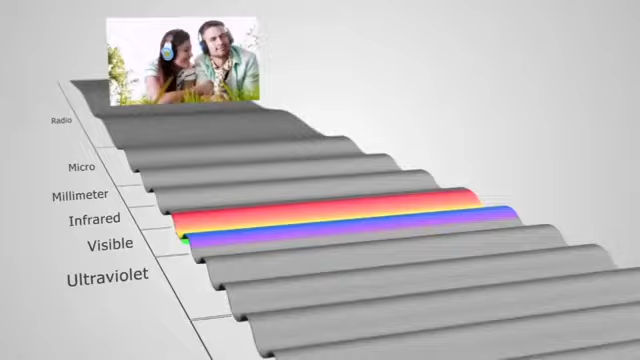 Radio
Micro
Millimeter
Infrared
Visible
Ultraviolet